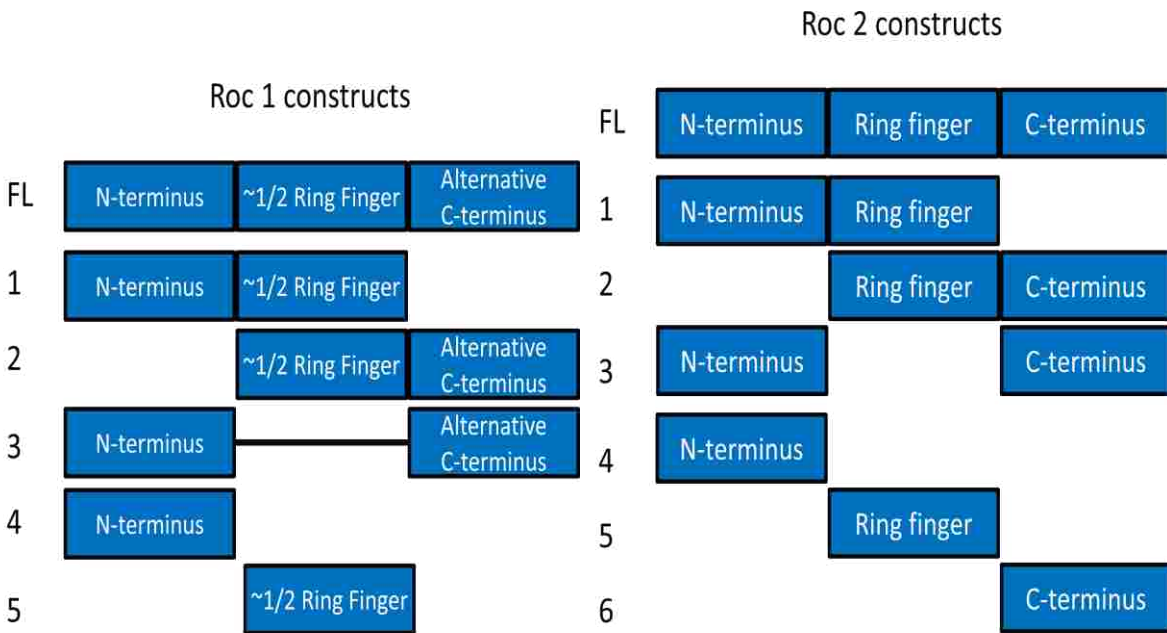 Roc 1 constructs
FL
N-terminus
~1/2 Ring Finger
Alternative
C-terminus
1
N-terminus
~1/2 Ring Finger
2
~1/2 Ring Finger
Alternative
C-terminus
3
N-terminus
Alternative
C-terminus
4
N-terminus
5
~1/2 Ring Finger
Roc 2 constructs
FL
N-terminus
Ring finger
C-terminus
1
N-terminus
Ring finger
2
Ring finger
C-terminus
3
N-terminus
C-terminus
4
N-terminus
5
Ring finger
6
C-terminus